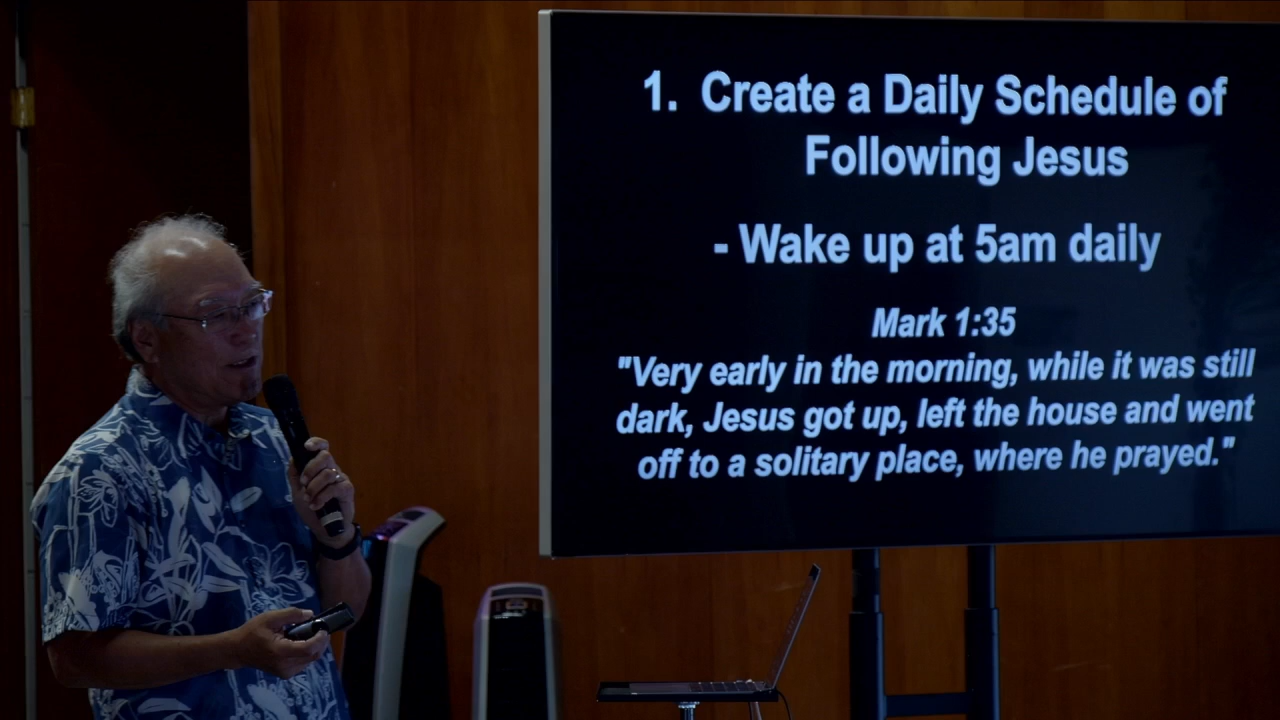 1. Create a Daily Schedule of
Following Jesus
- Wake up at 5am daily
Mark 1:35
"Very early in the morning, while it was still
dark, Jesus got up, left the house and went
off to a solitary place, where he prayed."